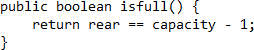 public boolean isfull() {
    return rear == capacity - 1;
}